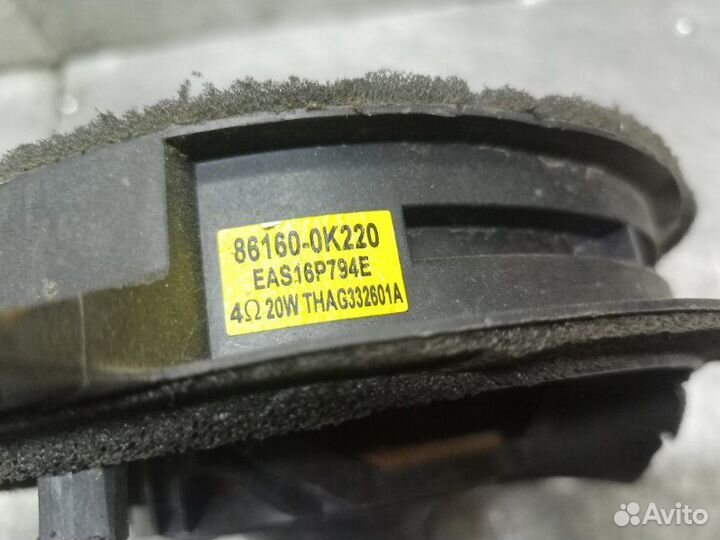 86160-0K220
EAS16P794E
4Ω 20W THAG332601A
Avito